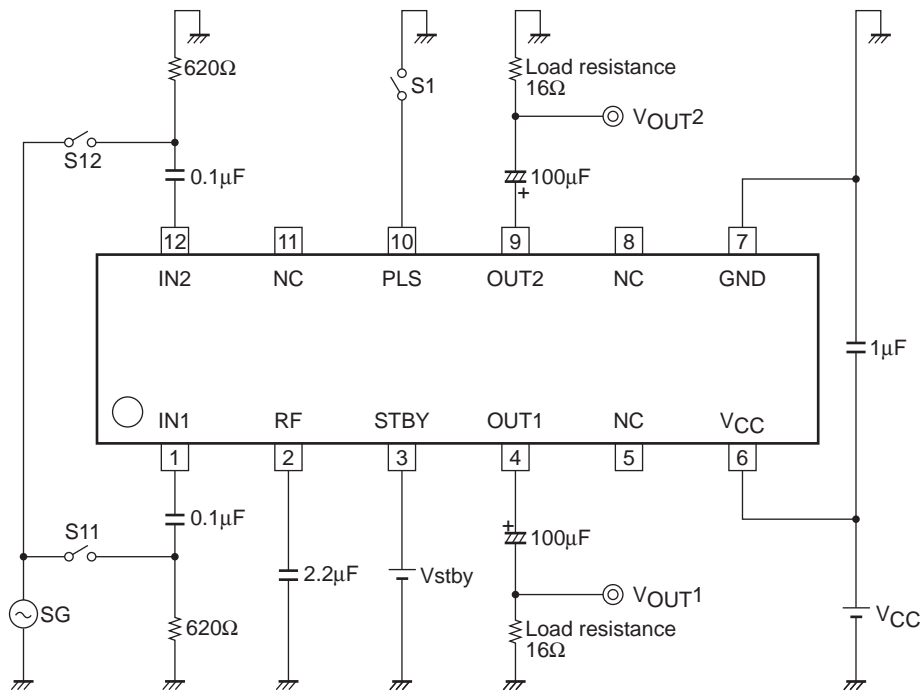 620Ω
S1
Load resistance
16Ω
VOUT2
S12
0.1µF
100µF
+
12
11
10
9
8
7
IN2
NC
PLS
OUT2
NC
GND
1µF
IN1
RF
STBY
OUT1
NC
VCC
1
2
3
4
5
6
S11
0.1µF
+
100µF
2.2µF
Vstby
VOUT1
SG
620Ω
Load resistance
16Ω
VCC